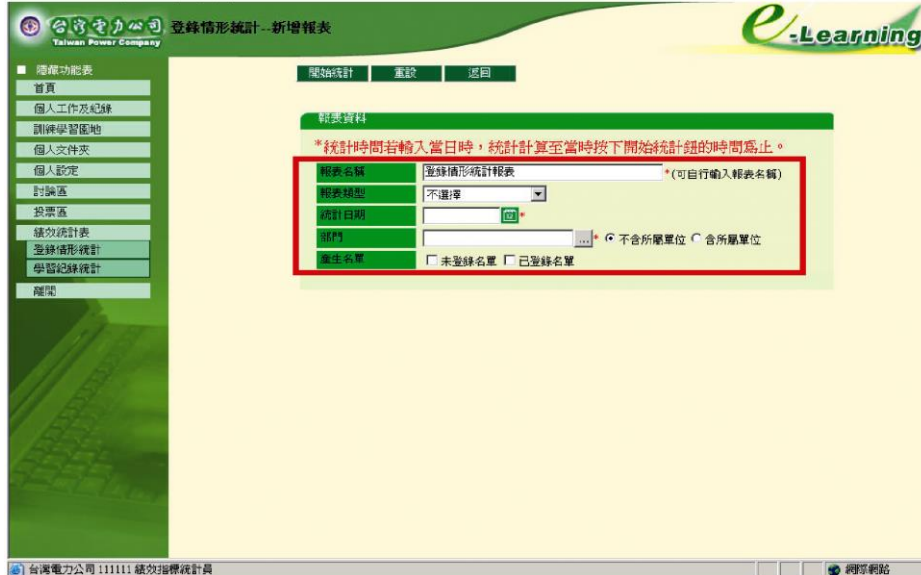 台灣電力公司
Taiwan Power Company
登錄情形統計--新增報表
e-Learning
隱藏功能表
首頁
個人工作及紀錄
訓練學習園地
個人文件夾
個人設定
討論區
投票區
績效統計表
登錄情形統計
學習紀錄統計
離開
開始統計 重設 返回
報表資料
*統計時間若輸入當日時，統計計算至當時按下開始統計鈕的時間為止。
報表名稱 登錄情形統計報表 *(可自行輸入報表名稱)
報表類型 不選擇
統計日期 *
部門 ... * 不含所屬單位 含所屬單位
產生名單 未登錄名單 已登錄名單
台灣電力公司 111111 績效指標統計員 網際網路